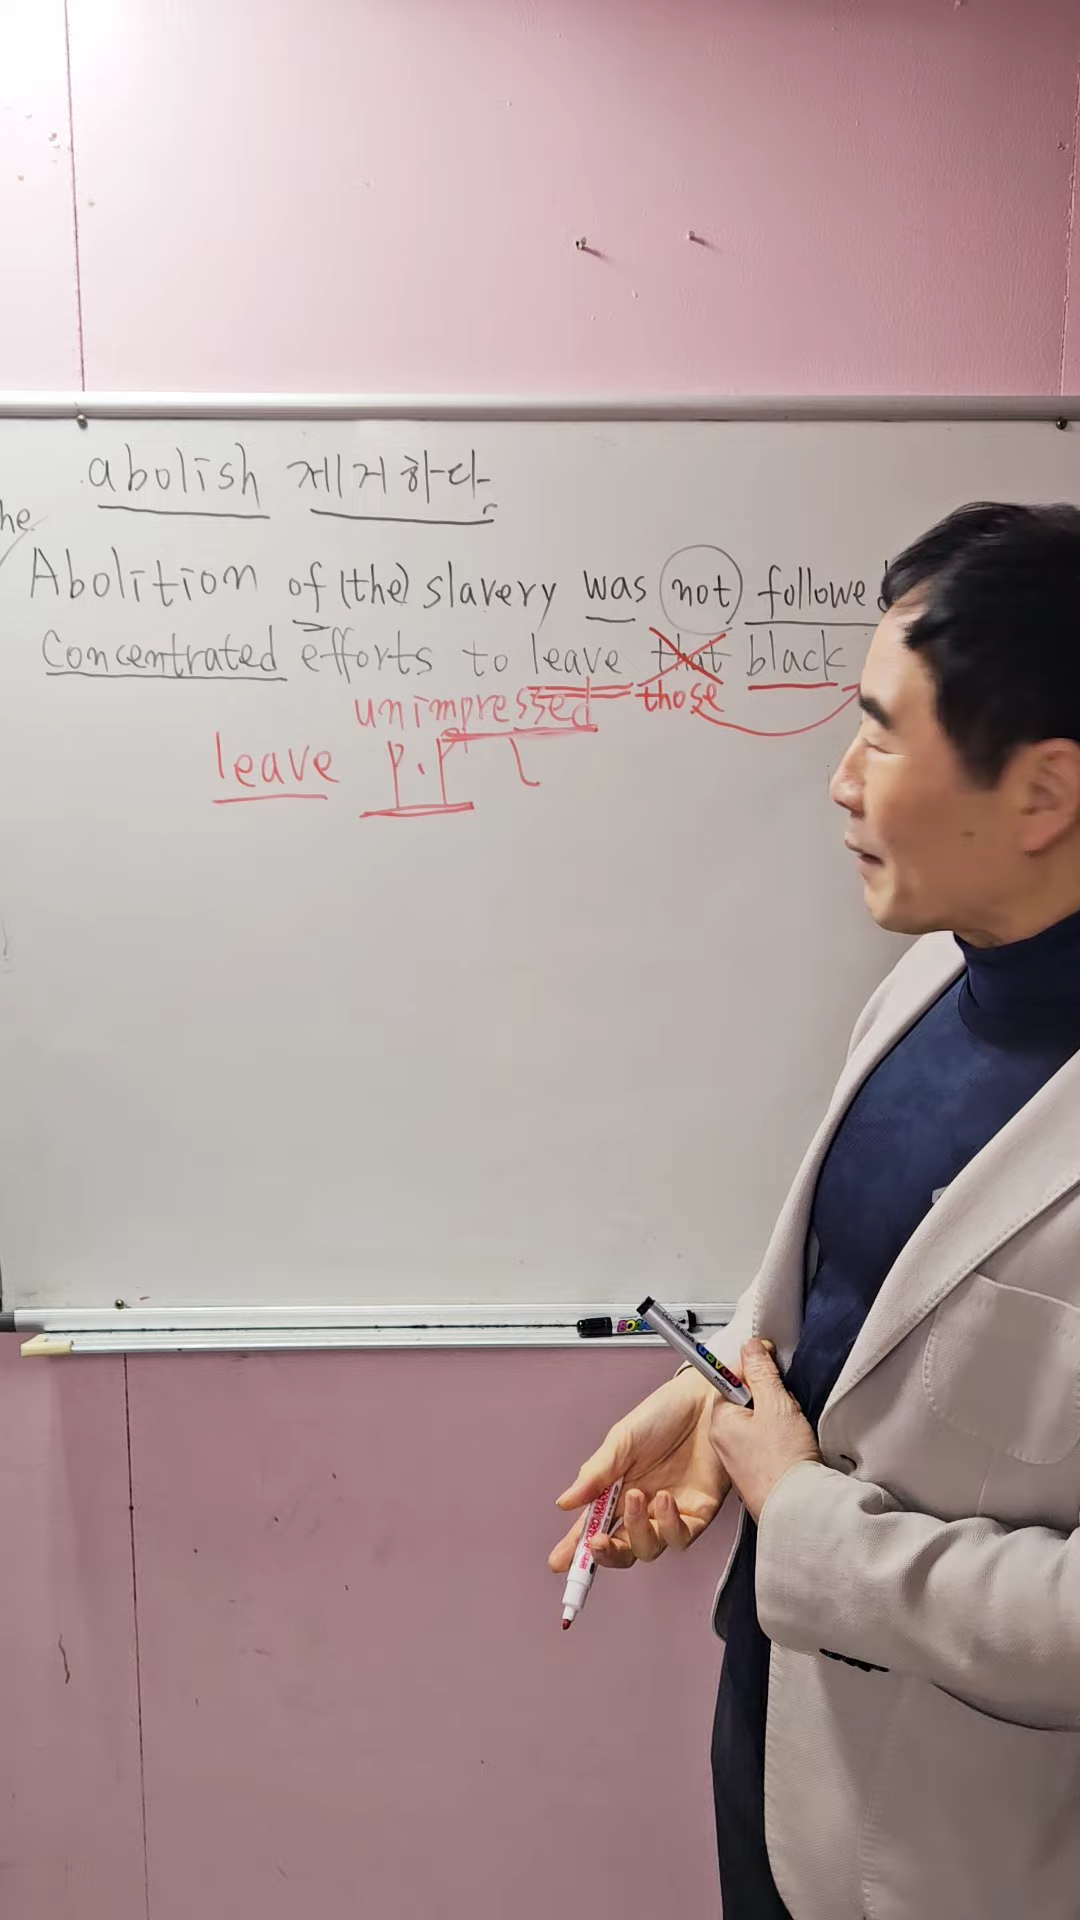 abolish 제거하다.
he
Abolition of (the) slavery was not followed
Concentrated efforts to leave that black
unimpressed those
leave p.p